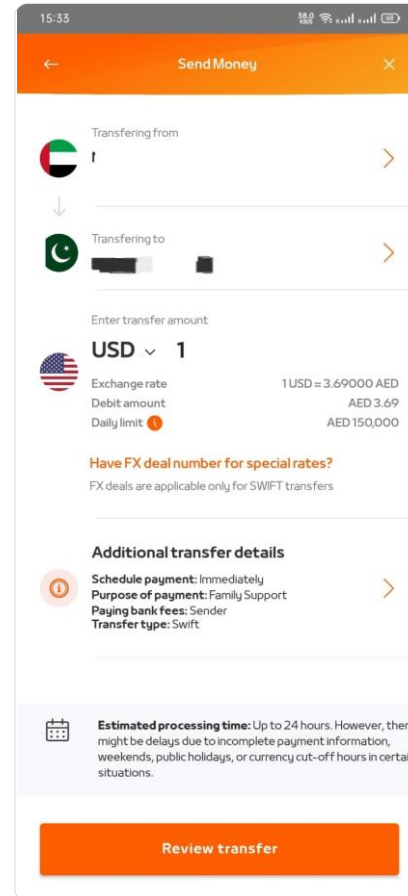 15:33
38.0 KB/S
68
Send Money
Transfering from
Transfering to
Enter transfer amount
USD 1
Exchange rate 1 USD = 3.69000 AED
Debit amount AED 3.69
Daily limit AED 150,000
Have FX deal number for special rates?
FX deals are applicable only for SWIFT transfers
Additional transfer details
Schedule payment: Immediately
Purpose of payment: Family Support
Paying bank fees: Sender
Transfer type: Swift
Estimated processing time: Up to 24 hours. However, ther
might be delays due to incomplete payment information,
weekends, public holidays, or currency cut-off hours in certai
situations.
Review transfer